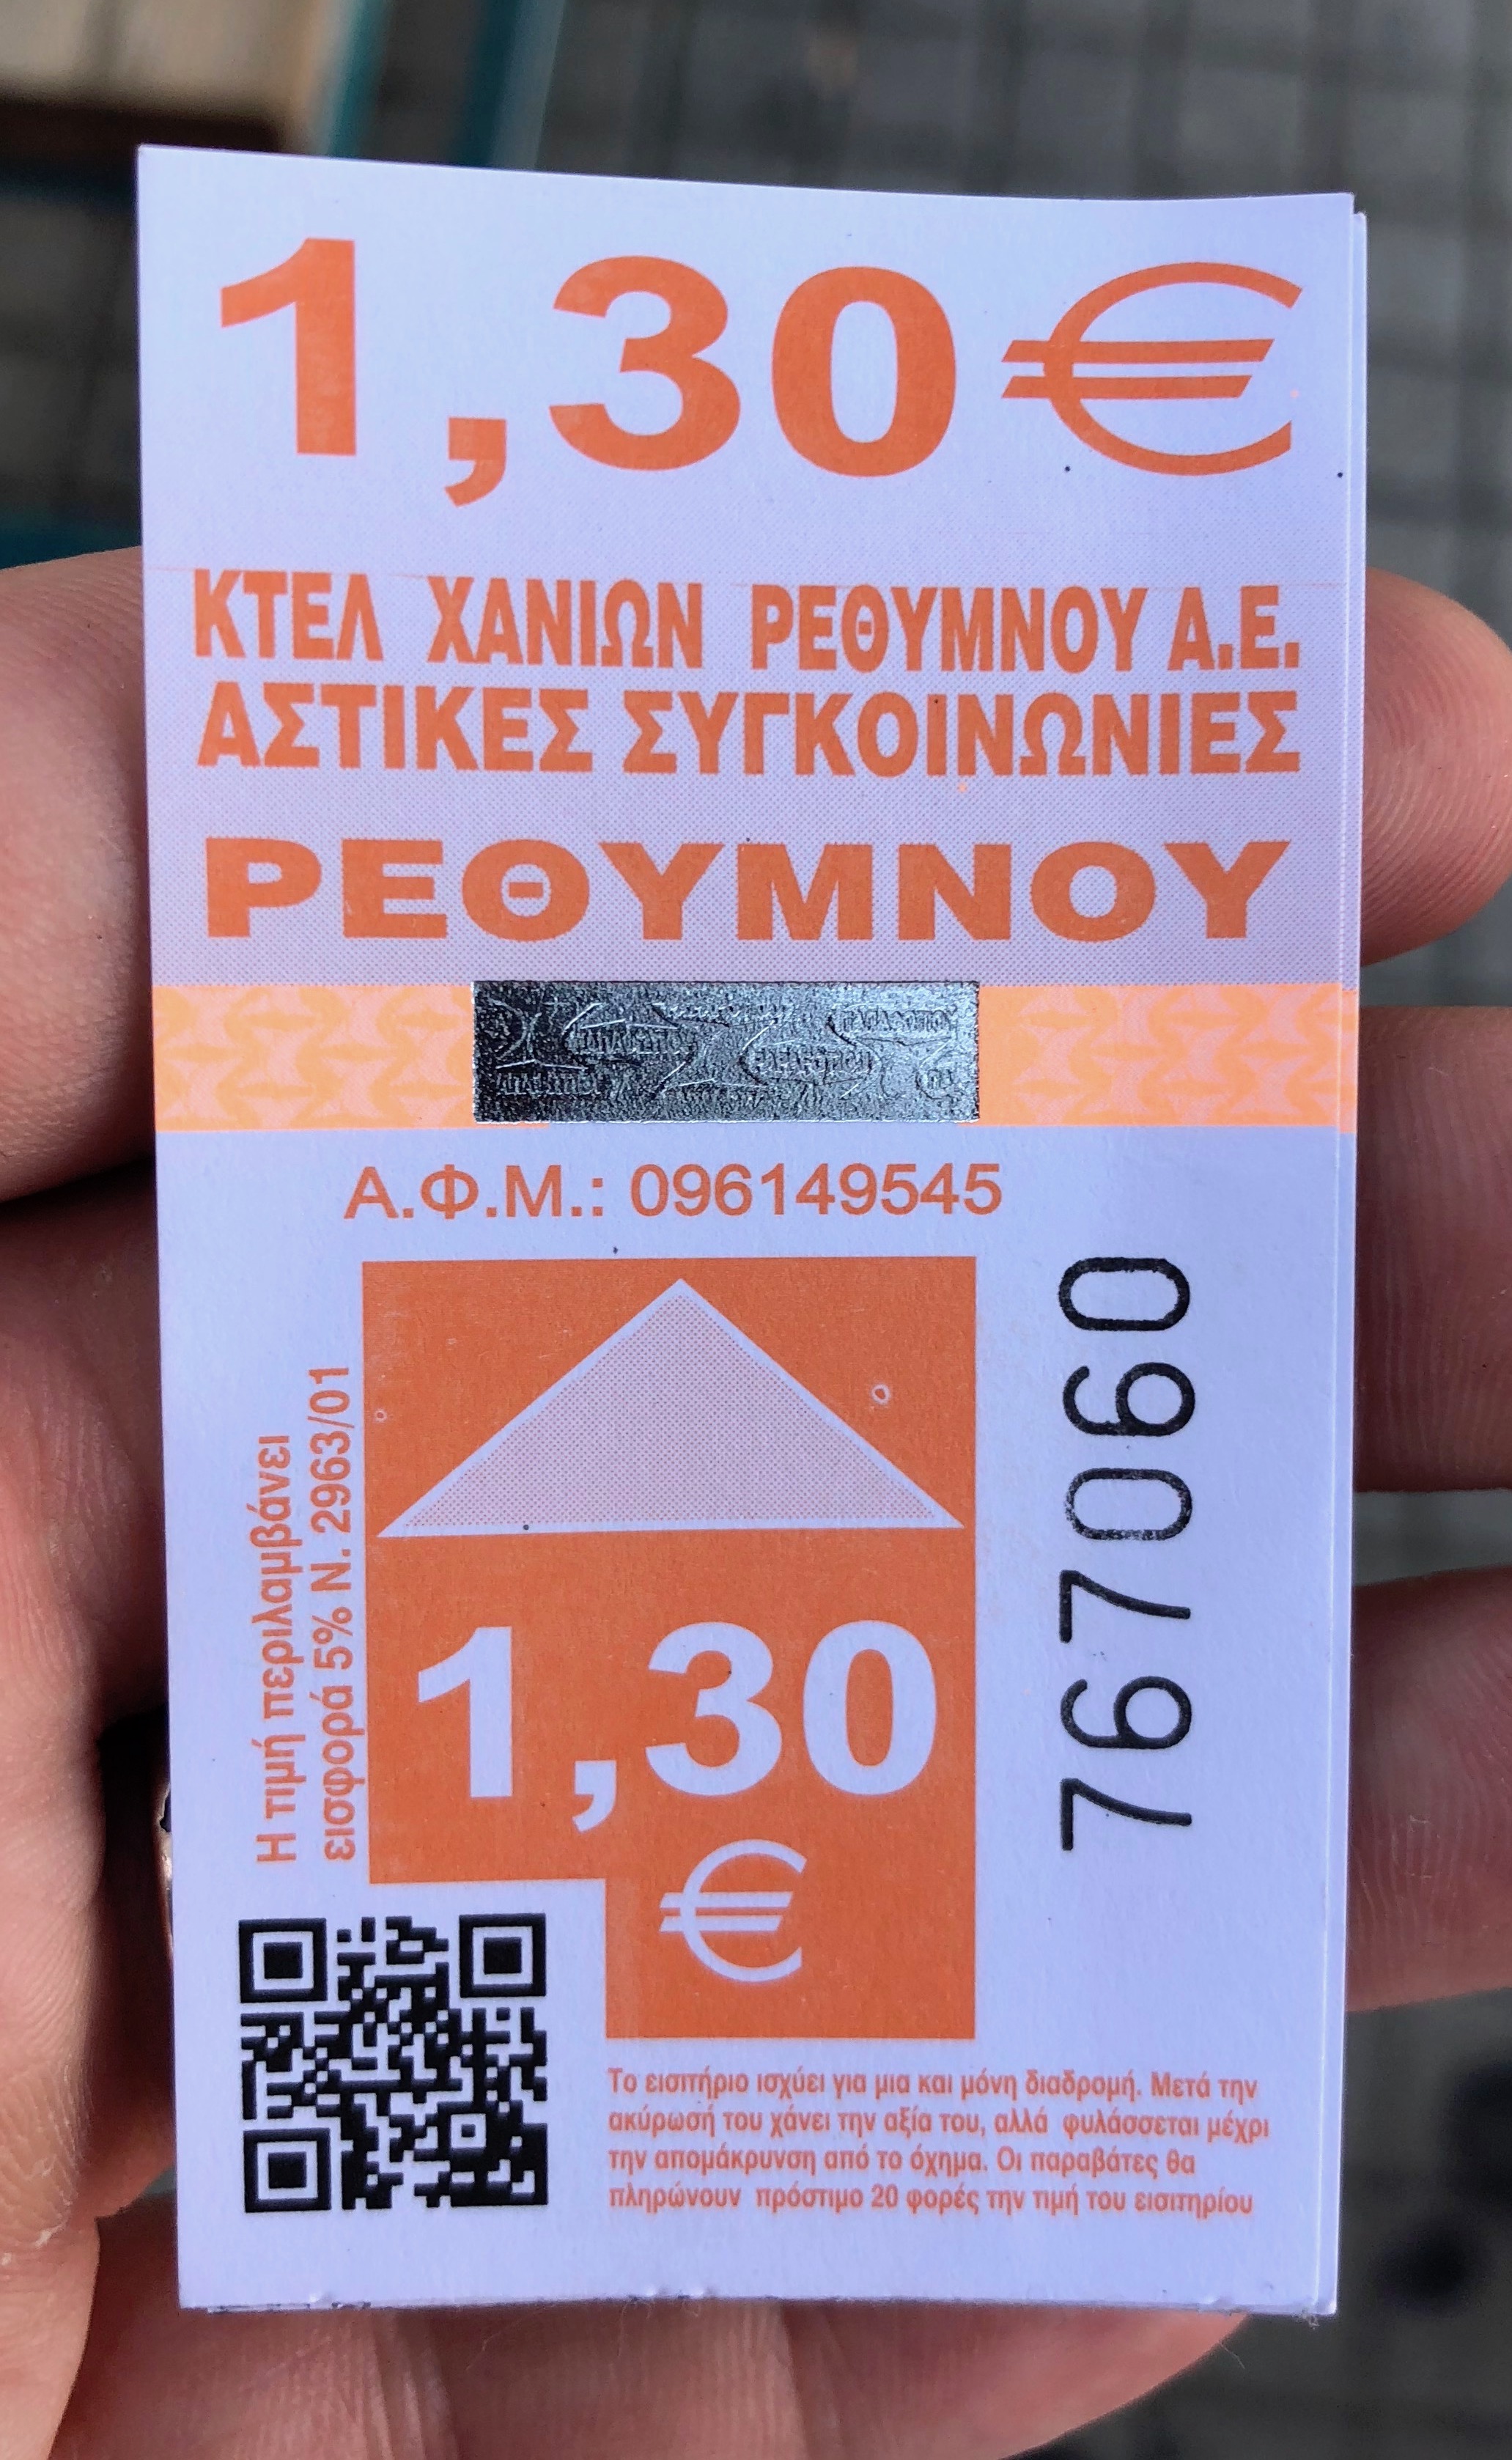 1,30 €
ΚΤΕΛ ΧΑΝΙΩΝ ΡΕΘΥΜΝΟΥ Α.Ε.
ΑΣΤΙΚΕΣ ΣΥΓΚΟΙΝΩΝΙΕΣ
ΡΕΘΥΜΝΟΥ
Α.Φ.Μ.: 096149545
Η τιμή περιλαμβάνει
εισφορά 5% Ν. 2963/01
1,30
€
767060
Το εισιτήριο ισχύει για μια και μόνη διαδρομή. Μετά την
ακύρωσή του χάνει την αξία του, αλλά φυλάσσεται μέχρι
την απομάκρυνση από το όχημα. Οι παραβάτες θα
πληρώνουν πρόστιμο 20 φορές την τιμή του εισιτηρίου